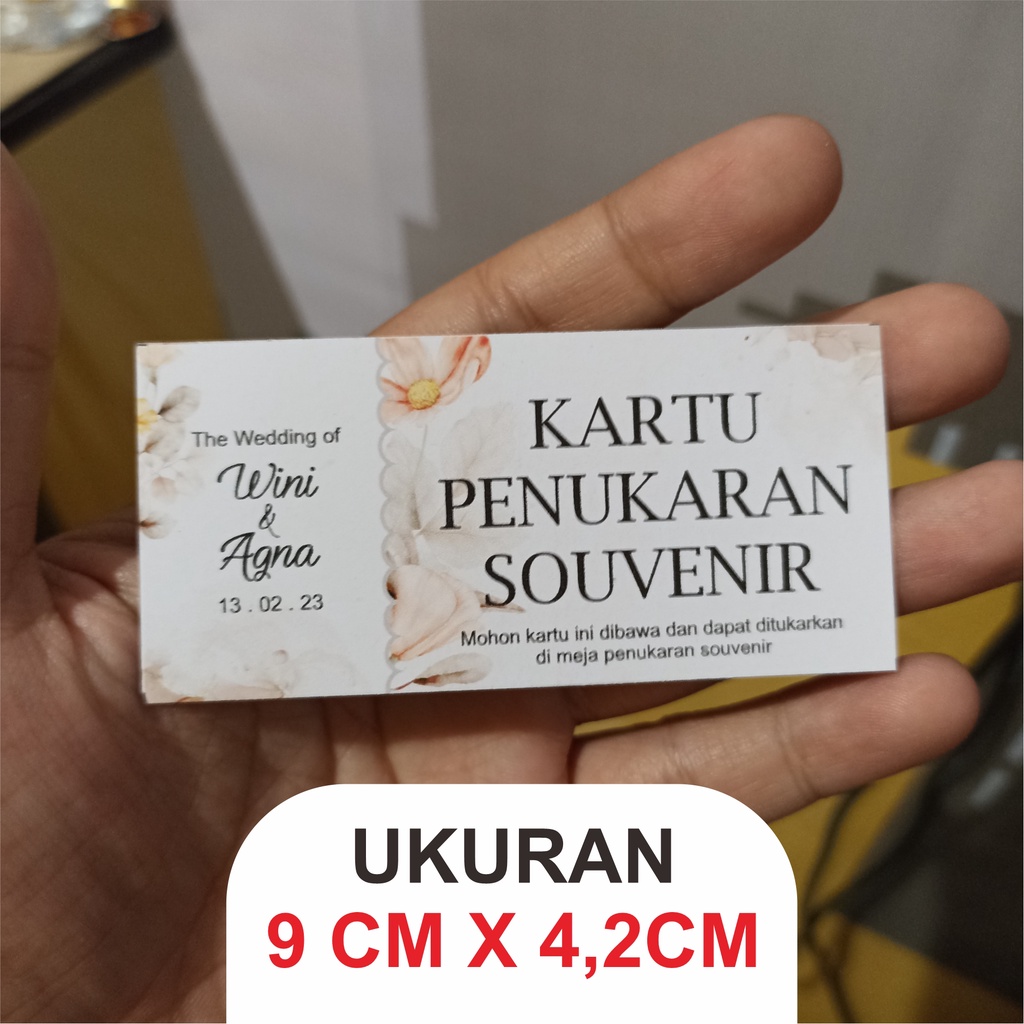 The Wedding of
Wini
&
Agna
13 . 02 . 23
KARTU
PENUKARAN
SOUVENIR
Mohon kartu ini dibawa dan dapat ditukarkan
di meja penukaran souvenir
UKURAN
9 CM X 4,2CM